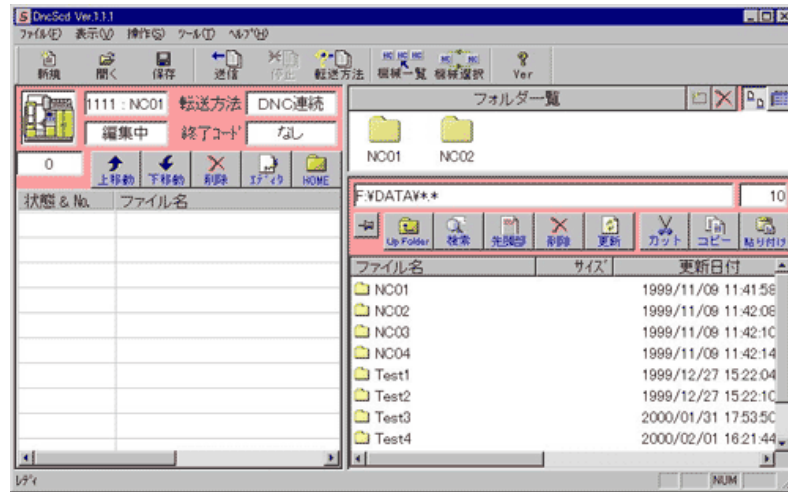 DncScd Ver.1.1.1
ファイル(F) 表示(V) 操作(S) ツール(T) ヘルプ(H)
新規 開く 保存 送信 停止 転送方法 機械一覧 機械選択 Ver
1111 : NC01 転送方法 DNC連続
編集中 終了コード なし
0 上移動 下移動 削除 エディタ HOME
状態 & No. ファイル名
フォルダ一覧
NC01 NC02
F:¥DATA¥*.* 10
Up Folder 検索 先頭部 削除 更新 カット コピー 貼り付け
ファイル名 サイズ 更新日付
NC01 1999/11/09 11:41:58
NC02 1999/11/09 11:42:08
NC03 1999/11/09 11:42:10
NC04 1999/11/09 11:42:14
Test1 1999/12/27 15:22:04
Test2 1999/12/27 15:22:10
Test3 2000/01/31 17:53:50
Test4 2000/02/01 16:21:44
レディ NUM